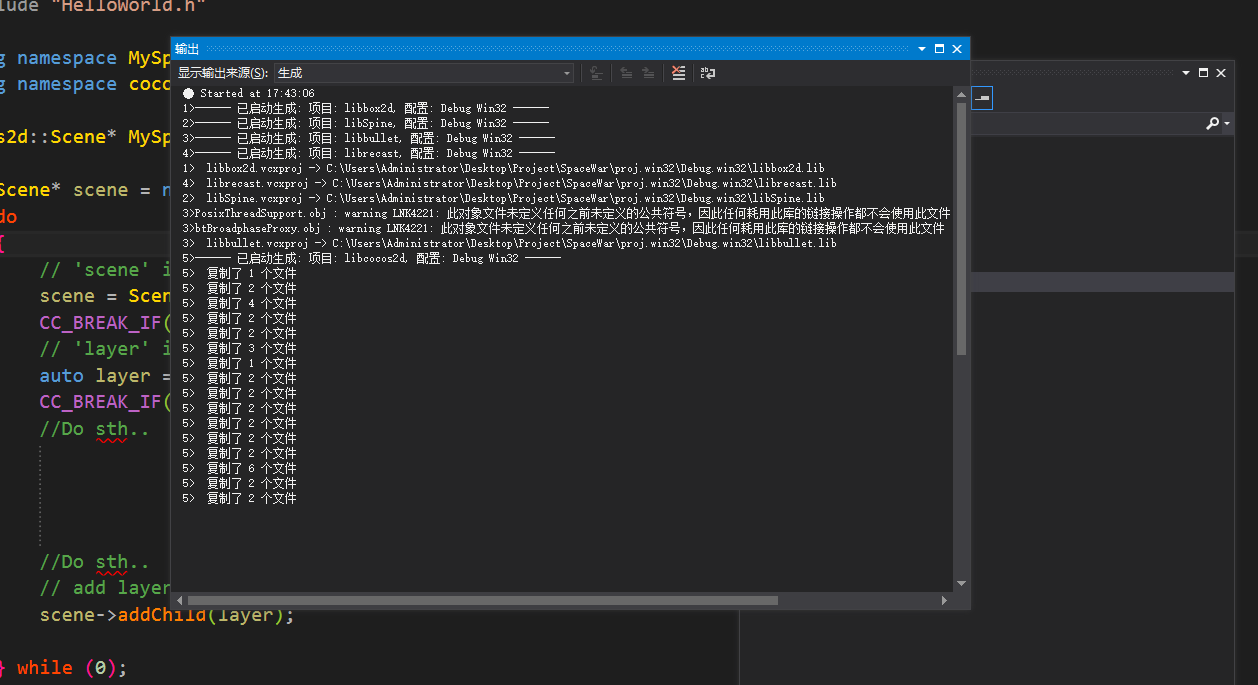 lude "HelloWorld.h"
g namespace MySp
g namespace coco
s2d::Scene* MySp
Scene* scene = n
do
{
// 'scene' i
scene = Scen
CC_BREAK_IF(
// 'layer' i
auto layer =
CC_BREAK_IF(
//Do sth..
//Do sth..
// add layer
scene->addChild(layer);
} while (0);
输出
显示输出来源(S): 生成
Started at 17:43:06
1>------ 已启动生成: 项目: libbox2d, 配置: Debug Win32 ------
2>------ 已启动生成: 项目: libSpine, 配置: Debug Win32 ------
3>------ 已启动生成: 项目: libbullet, 配置: Debug Win32 ------
4>------ 已启动生成: 项目: librecast, 配置: Debug Win32 ------
1>  libbox2d.vcxproj -> C:\Users\Administrator\Desktop\Project\SpaceWar\proj.win32\Debug.win32\libbox2d.lib
4>  librecast.vcxproj -> C:\Users\Administrator\Desktop\Project\SpaceWar\proj.win32\Debug.win32\librecast.lib
2>  libSpine.vcxproj -> C:\Users\Administrator\Desktop\Project\SpaceWar\proj.win32\Debug.win32\libSpine.lib
3>PosixThreadSupport.obj : warning LNK4221: 此对象文件未定义任何之前未定义的公共符号，因此任何耗用此库的链接操作都不会使用此文件
3>btBroadphaseProxy.obj : warning LNK4221: 此对象文件未定义任何之前未定义的公共符号，因此任何耗用此库的链接操作都不会使用此文件
3>  libbullet.vcxproj -> C:\Users\Administrator\Desktop\Project\SpaceWar\proj.win32\Debug.win32\libbullet.lib
5>------ 已启动生成: 项目: libcocos2d, 配置: Debug Win32 ------
5>  复制了 1 个文件
5>  复制了 2 个文件
5>  复制了 4 个文件
5>  复制了 2 个文件
5>  复制了 2 个文件
5>  复制了 3 个文件
5>  复制了 1 个文件
5>  复制了 2 个文件
5>  复制了 2 个文件
5>  复制了 2 个文件
5>  复制了 2 个文件
5>  复制了 2 个文件
5>  复制了 2 个文件
5>  复制了 6 个文件
5>  复制了 2 个文件
5>  复制了 2 个文件